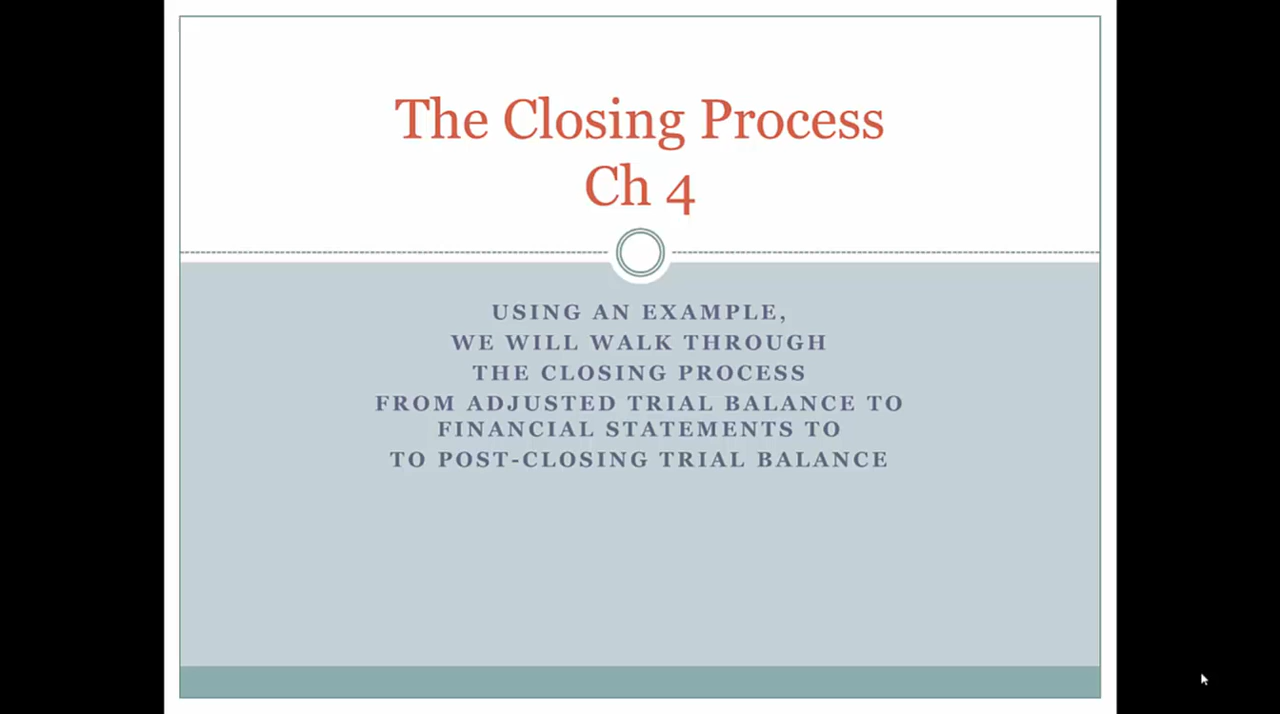 The Closing Process
Ch 4
USING AN EXAMPLE,
WE WILL WALK THROUGH
THE CLOSING PROCESS
FROM ADJUSTED TRIAL BALANCE TO
FINANCIAL STATEMENTS TO
TO POST-CLOSING TRIAL BALANCE